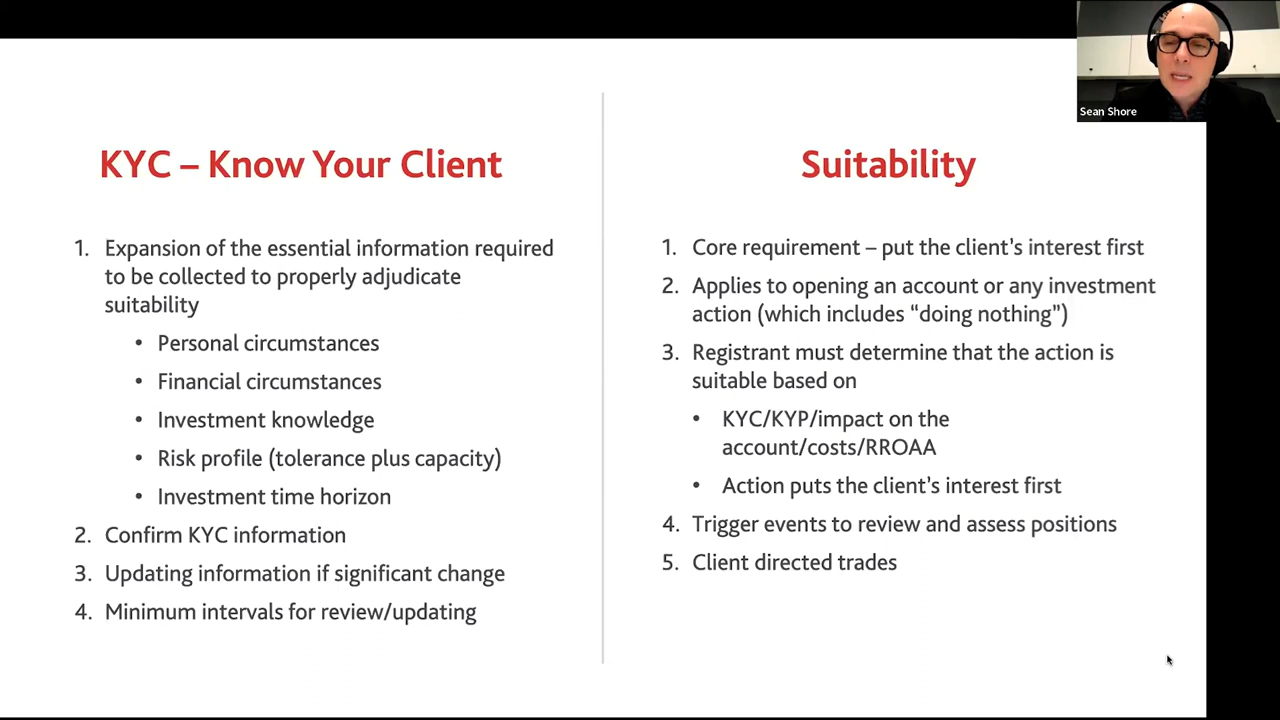 Sean Shore
KYC – Know Your Client
1. Expansion of the essential information required
to be collected to properly adjudicate
suitability
• Personal circumstances
• Financial circumstances
• Investment knowledge
• Risk profile (tolerance plus capacity)
• Investment time horizon
2. Confirm KYC information
3. Updating information if significant change
4. Minimum intervals for review/updating
Suitability
1. Core requirement – put the client’s interest first
2. Applies to opening an account or any investment
action (which includes “doing nothing”)
3. Registrant must determine that the action is
suitable based on
• KYC/KYP/impact on the
account/costs/RROAA
• Action puts the client’s interest first
4. Trigger events to review and assess positions
5. Client directed trades